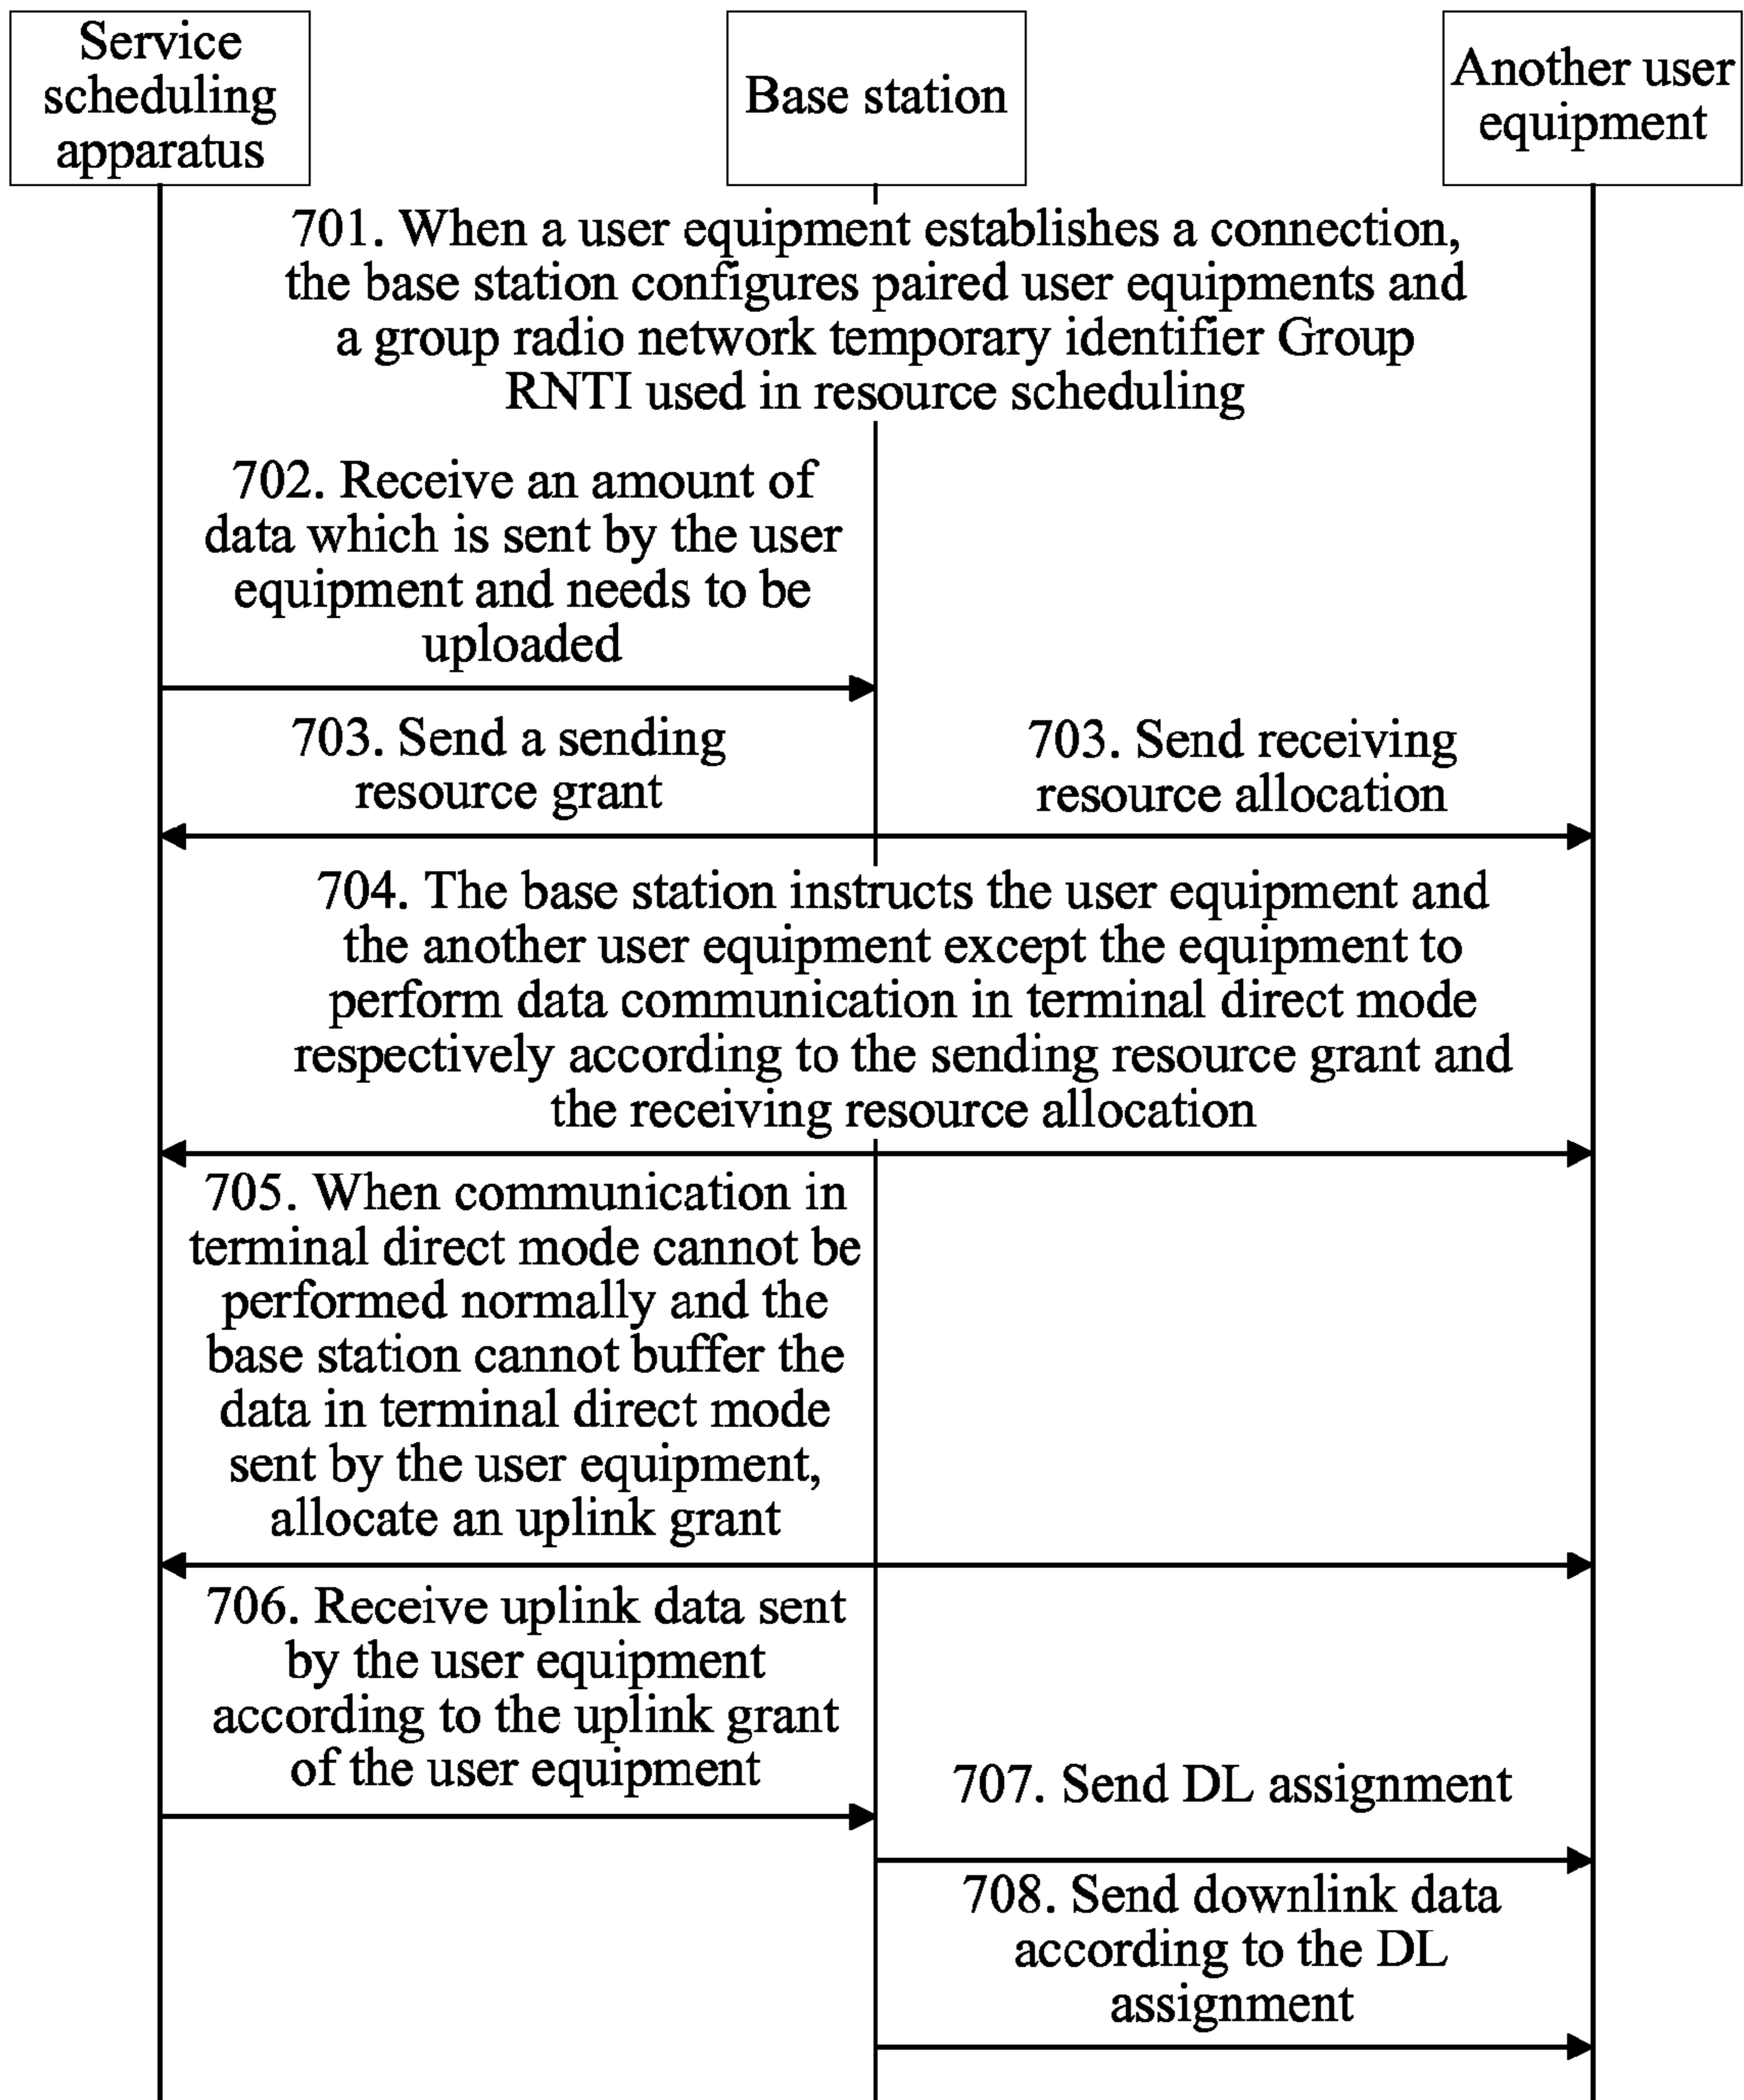 Service
scheduling
apparatus
Base station
Another user
equipment
701. When a user equipment establishes a connection,
the base station configures paired user equipments and
a group radio network temporary identifier Group
RNTI used in resource scheduling
702. Receive an amount of
data which is sent by the user
equipment and needs to be
uploaded
703. Send a sending
resource grant
703. Send receiving
resource allocation
704. The base station instructs the user equipment and
the another user equipment except the equipment to
perform data communication in terminal direct mode
respectively according to the sending resource grant and
the receiving resource allocation
705. When communication in
terminal direct mode cannot be
performed normally and the
base station cannot buffer the
data in terminal direct mode
sent by the user equipment,
allocate an uplink grant
706. Receive uplink data sent
by the user equipment
according to the uplink grant
of the user equipment
707. Send DL assignment
708. Send downlink data
according to the DL
assignment